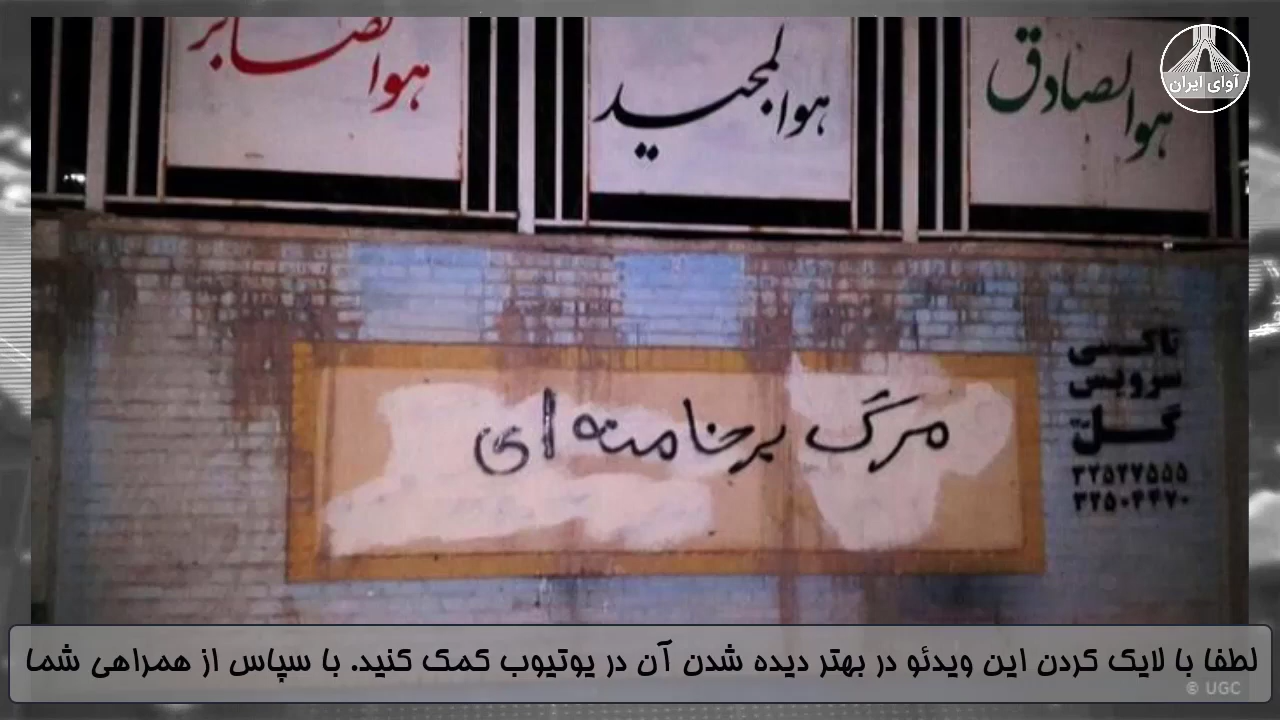 هوالصادق
هوالمجید
هوالصابر
آوای ایران
مرگ بر خامنه ای
تاکسی
سرویس
گل
۳۲۵۲۷۵۵۵
۳۲۵۰۴۴۷۰
لطفا با لایک کردن این ویدئو در بهتر دیده شدن آن در یوتیوب کمک کنید. با سپاس از همراهی شما
© UGC